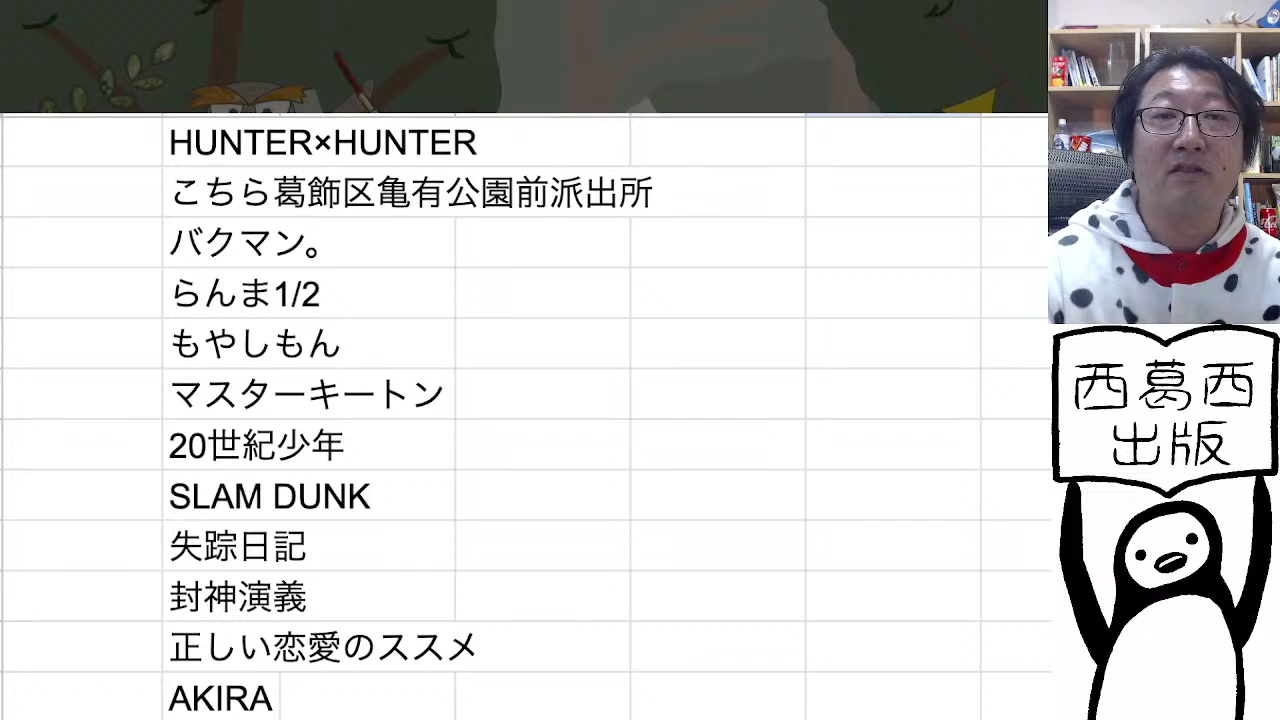 HUNTER×HUNTER
こちら葛飾区亀有公園前派出所
バクマン。
らんま1/2
もやしもん
マスターキートン
20世紀少年
SLAM DUNK
失踪日記
封神演義
正しい恋愛のススメ
AKIRA
西葛西
出版